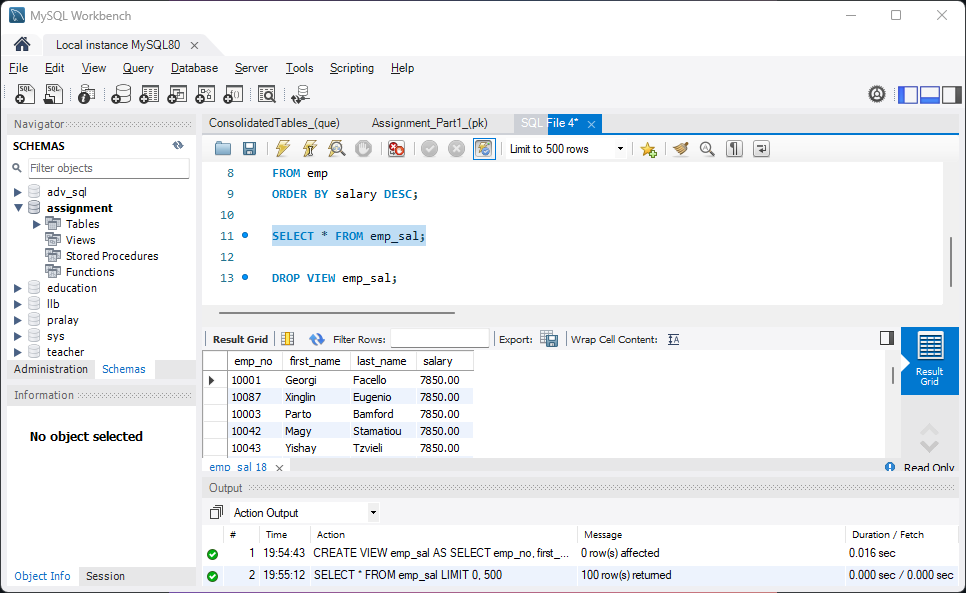 MySQL Workbench
Local instance MySQL80
File Edit View Query Database Server Tools Scripting Help
Navigator
SCHEMAS
Filter objects
adv_sql
assignment
Tables
Views
Stored Procedures
Functions
education
llb
pralay
sys
teacher
Administration Schemas
Information
No object selected
Object Info Session
ConsolidatedTables_(que) Assignment_Part1_(pk) SQL File 4*
Limit to 500 rows
8 FROM emp
9 ORDER BY salary DESC;
10
11 SELECT * FROM emp_sal;
12
13 DROP VIEW emp_sal;
Result Grid Filter Rows: Export: Wrap Cell Content:
emp_no first_name last_name salary
10001 Georgi Facello 7850.00
10087 Xinglin Eugenio 7850.00
10003 Parto Bamford 7850.00
10042 Magy Stamatiou 7850.00
10043 Yishay Tzvieli 7850.00
Result
Grid
emp_sal 18
Read Only
Output
Action Output
# Time Action Message Duration / Fetch
1 19:54:43 CREATE VIEW emp_sal AS SELECT emp_no, first_... 0 row(s) affected 0.016 sec
2 19:55:12 SELECT * FROM emp_sal LIMIT 0, 500 100 row(s) returned 0.000 sec / 0.000 sec